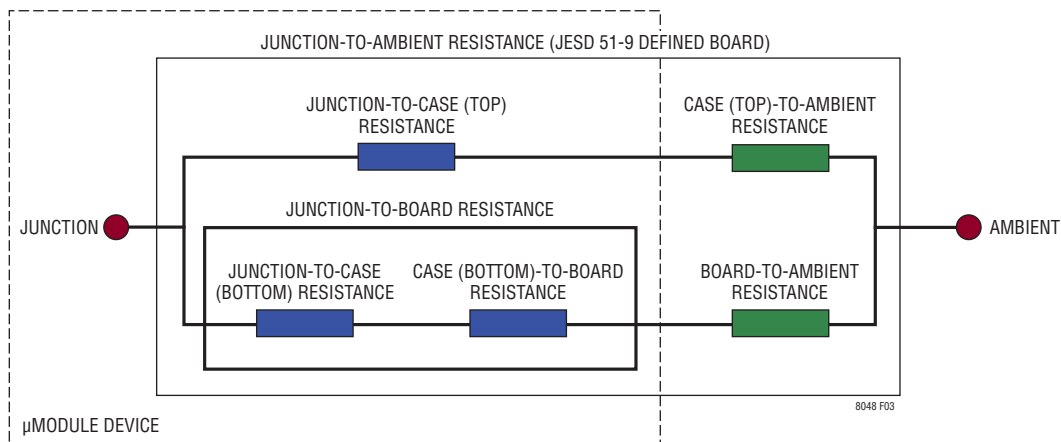 JUNCTION-TO-AMBIENT RESISTANCE (JESD 51-9 DEFINED BOARD)
JUNCTION-TO-CASE (TOP)
RESISTANCE
CASE (TOP)-TO-AMBIENT
RESISTANCE
JUNCTION
JUNCTION-TO-BOARD RESISTANCE
AMBIENT
JUNCTION-TO-CASE
(BOTTOM) RESISTANCE
CASE (BOTTOM)-TO-BOARD
RESISTANCE
BOARD-TO-AMBIENT
RESISTANCE
8048 F03
µMODULE DEVICE